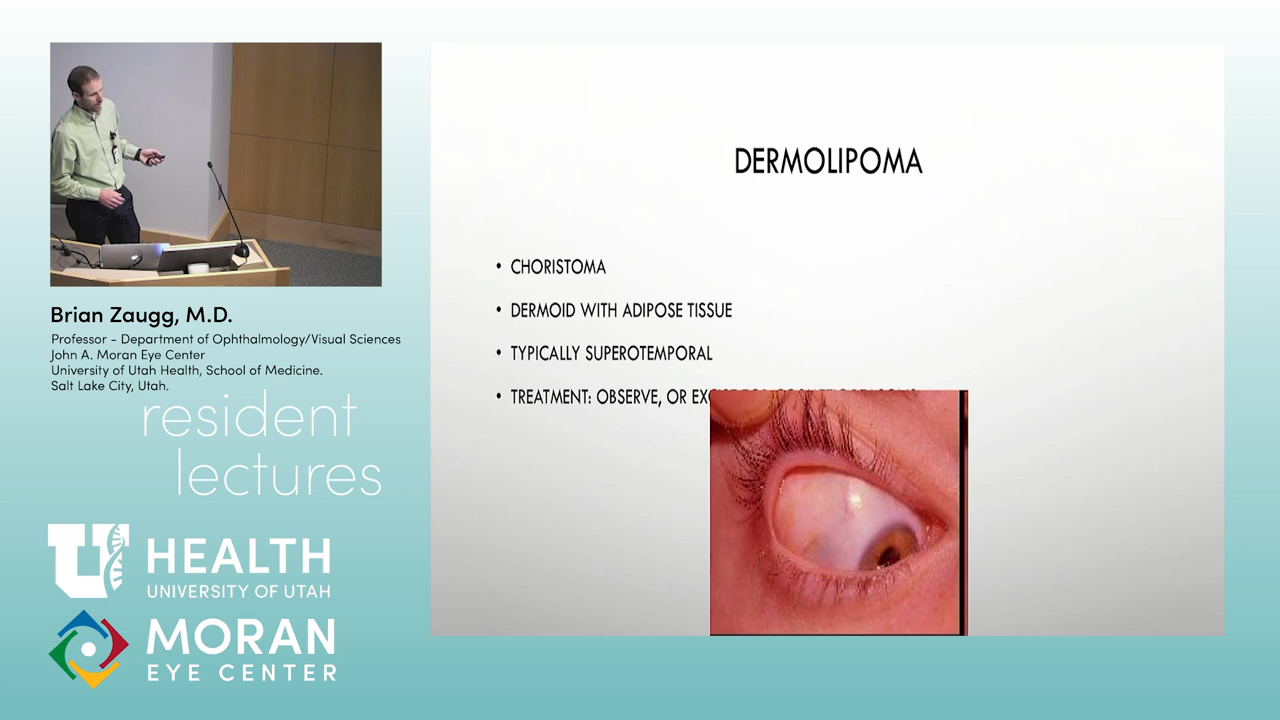 Brian Zaugg, M.D.
Professor - Department of Ophthalmology/Visual Sciences
John A. Moran Eye Center
University of Utah Health, School of Medicine.
Salt Lake City, Utah.
resident
lectures
U HEALTH
UNIVERSITY OF UTAH
MORAN
EYE CENTER
DERMOLIPOMA
• CHORISTOMA
• DERMOID WITH ADIPOSE TISSUE
• TYPICALLY SUPEROTEMPORAL
• TREATMENT: OBSERVE, OR